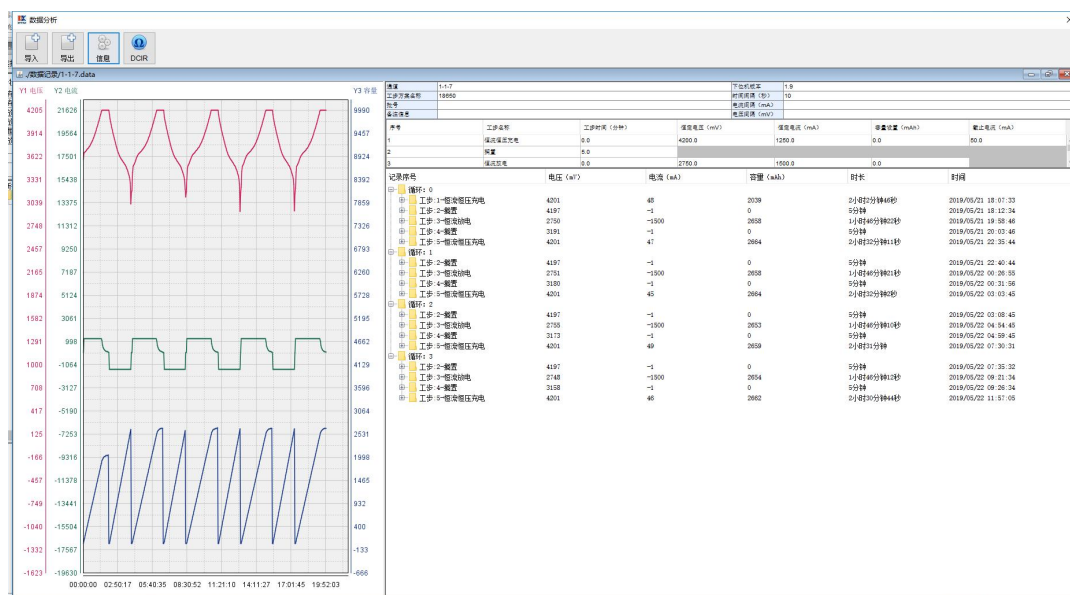 数据分析
导入 导出 信息 DCIR
./数据记录/1-1-7.data
Y1 电压 Y2 电流 Y3 容量
4205 21626 9990
3914 19564 9457
3622 17501 8924
3331 15438 8392
3039 13375 7859
2748 11312 7326
2457 9250 6793
2165 7187 6260
1874 5124 5728
1582 3061 5195
1291 998 4662
1000 -1064 4129
708 -3127 3596
417 -5190 3064
125 -7253 2531
-166 -9316 1998
-457 -11378 1465
-749 -13441 932
-1040 -15504 400
-1332 -17567 -133
-1623 -19630 -666
00:00:00 02:50:17 05:40:35 08:30:52 11:21:10 14:11:27 17:01:45 19:52:03
通道 1-1-7 下位机版本 1.9
工步方案名称 18650 时间间隔（秒） 10
批号 电流间隔（mA）
备注信息 电压间隔（mV）
序号 工步名称 工步时间（分钟） 恒定电压（mV） 恒定电流（mA） 容量设置（mAh） 截止电流（mA）
1 恒流恒压充电 0.0 4200.0 1250.0 0.0 50.0
2 搁置 5.0
3 恒流放电 0.0 2750.0 1500.0 0.0
记录序号 电压（mV） 电流（mA） 容量（mAh） 时长 时间
循环: 0
工步:1-恒流恒压充电 4201 48 2039 2小时2分钟46秒 2019/05/21 18:07:33
工步:2-搁置 4197 -1 0 5分钟 2019/05/21 18:12:34
工步:3-恒流放电 2750 -1500 2658 1小时46分钟22秒 2019/05/21 19:58:46
工步:4-搁置 3191 -1 0 5分钟 2019/05/21 20:03:46
工步:5-恒流恒压充电 4201 47 2664 2小时32分钟11秒 2019/05/21 22:35:44
循环: 1
工步:2-搁置 4197 -1 0 5分钟 2019/05/21 22:40:44
工步:3-恒流放电 2751 -1500 2658 1小时46分钟21秒 2019/05/22 00:26:55
工步:4-搁置 3180 -1 0 5分钟 2019/05/22 00:31:56
工步:5-恒流恒压充电 4201 45 2664 2小时32分钟2秒 2019/05/22 03:03:45
循环: 2
工步:2-搁置 4197 -1 0 5分钟 2019/05/22 03:08:45
工步:3-恒流放电 2755 -1500 2653 1小时46分钟10秒 2019/05/22 04:54:45
工步:4-搁置 3173 -1 0 5分钟 2019/05/22 04:59:45
工步:5-恒流恒压充电 4201 49 2659 2小时31分钟 2019/05/22 07:30:31
循环: 3
工步:2-搁置 4197 -1 0 5分钟 2019/05/22 07:35:32
工步:3-恒流放电 2748 -1500 2654 1小时46分钟12秒 2019/05/22 09:21:34
工步:4-搁置 3158 -1 0 5分钟 2019/05/22 09:26:34
工步:5-恒流恒压充电 4201 46 2662 2小时30分钟44秒 2019/05/22 11:57:05